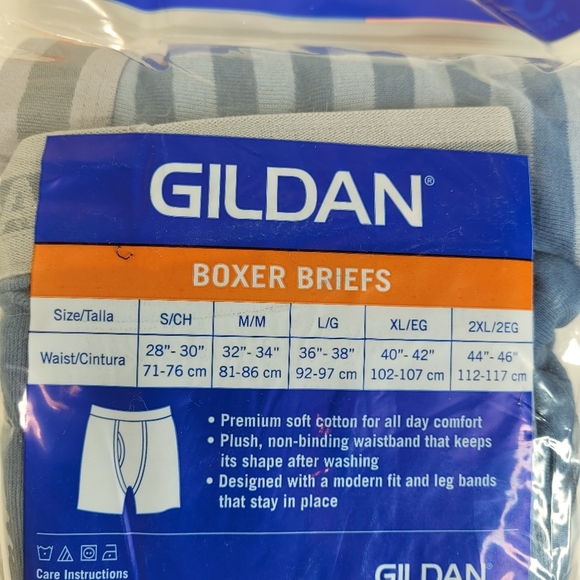 GILDAN®
BOXER BRIEFS
Size/Talla S/CH M/M L/G XL/EG 2XL/2EG
Waist/Cintura 28"- 30" 32"- 34" 36"- 38" 40"- 42" 44"- 46"
71-76 cm 81-86 cm 92-97 cm 102-107 cm 112-117 cm
• Premium soft cotton for all day comfort
• Plush, non-binding waistband that keeps
its shape after washing
• Designed with a modern fit and leg bands
that stay in place
Care Instructions
GILDAN